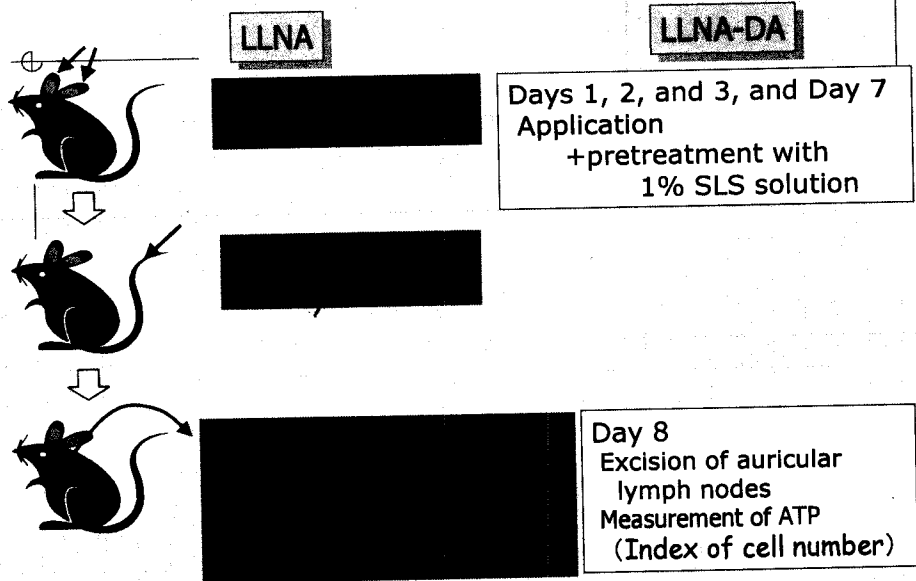 LLNA
LLNA-DA
Days 1, 2, and 3, and Day 7
Application
+pretreatment with
1% SLS solution
Day 8
Excision of auricular
lymph nodes
Measurement of ATP
(Index of cell number)